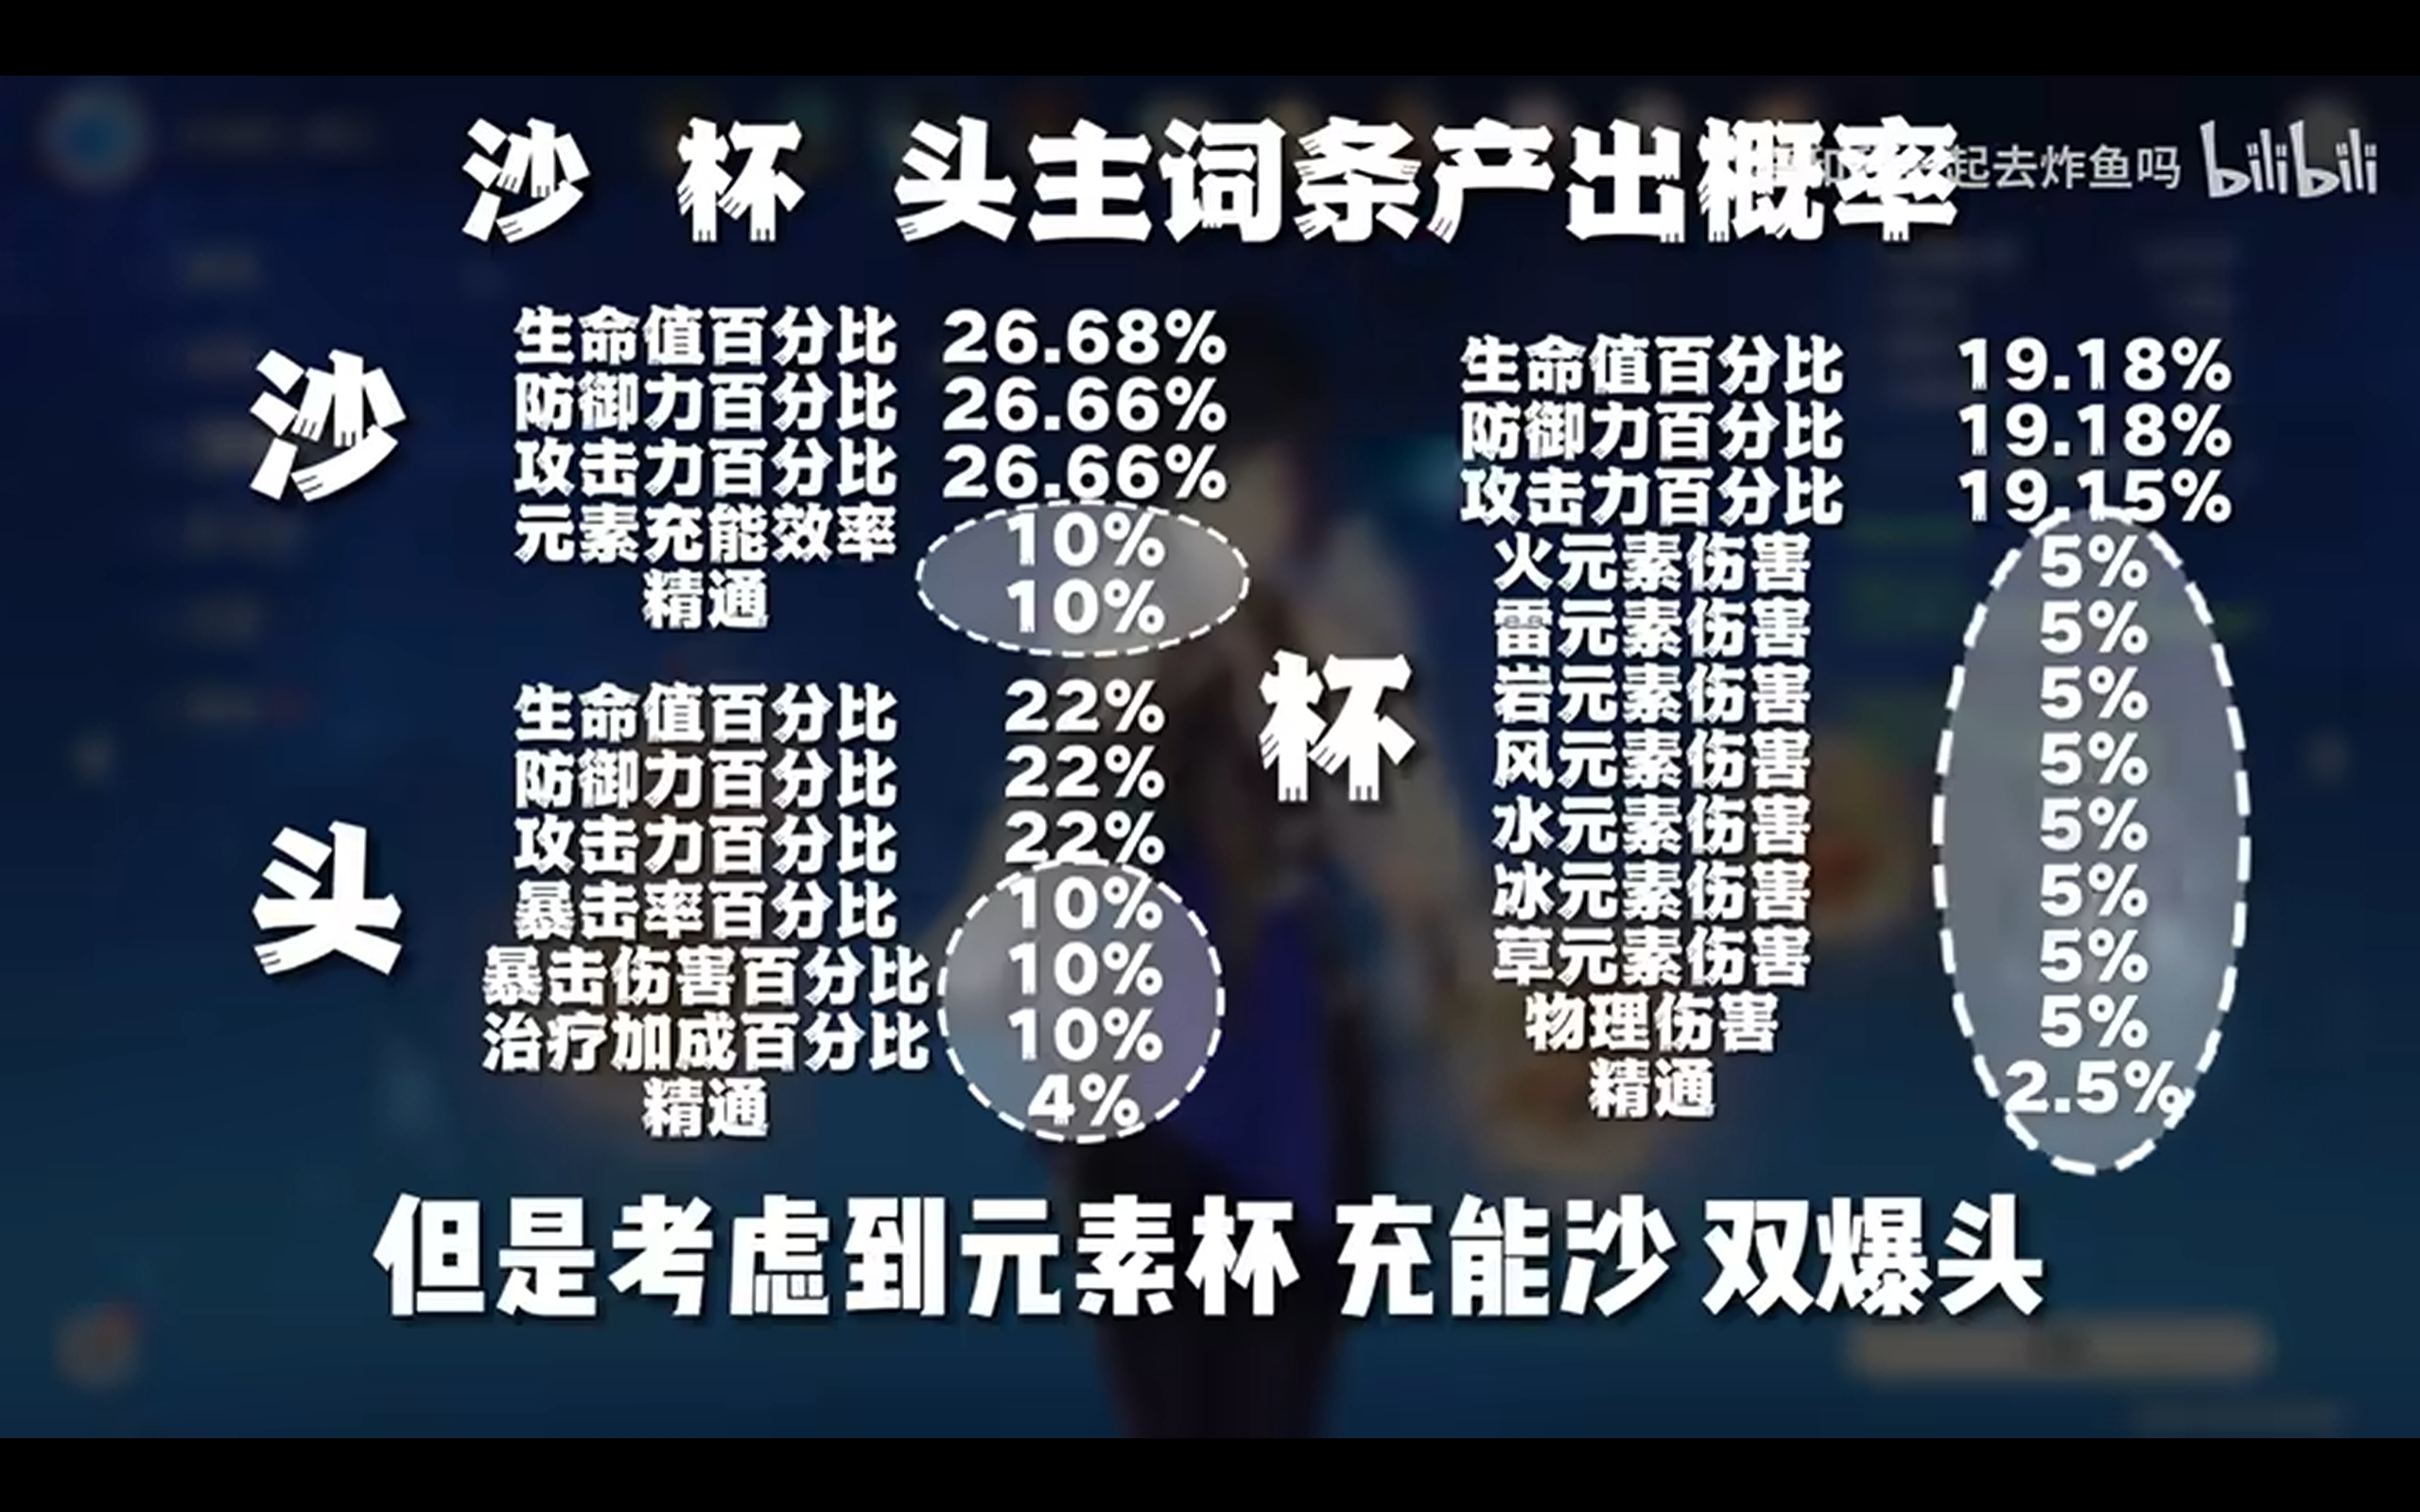 沙 杯 头主词条产出概率
起去炸鱼吗 bilibili
沙
生命值百分比 26.68%
防御力百分比 26.66%
攻击力百分比 26.66%
元素充能效率 10%
精通 10%
头
生命值百分比 22%
防御力百分比 22%
攻击力百分比 22%
暴击率百分比 10%
暴击伤害百分比 10%
治疗加成百分比 10%
精通 4%
杯
生命值百分比 19.18%
防御力百分比 19.18%
攻击力百分比 19.15%
火元素伤害 5%
雷元素伤害 5%
岩元素伤害 5%
风元素伤害 5%
水元素伤害 5%
冰元素伤害 5%
草元素伤害 5%
物理伤害 5%
精通 2.5%
但是考虑到元素杯 充能沙 双爆头